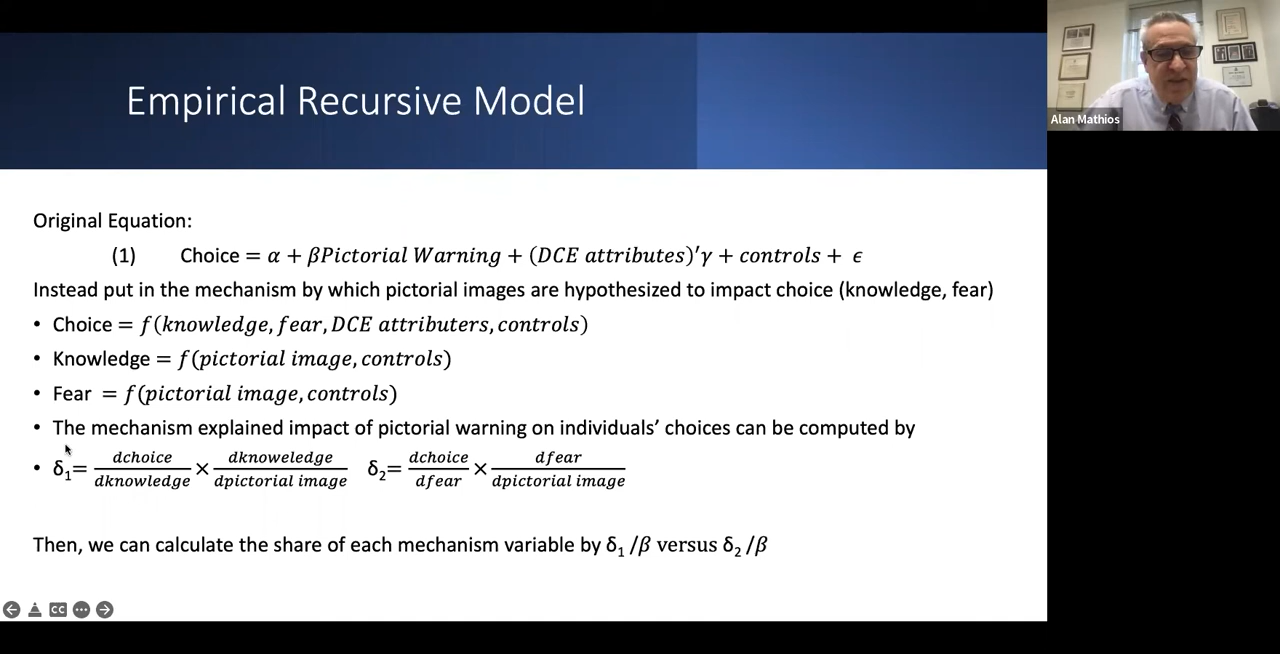 Empirical Recursive Model
Alan Mathios
Original Equation:
(1) Choice = α + βPictorial Warning + (DCE attributes)′γ + controls + ϵ
Instead put in the mechanism by which pictorial images are hypothesized to impact choice (knowledge, fear)
• Choice = f(knowledge, fear, DCE attributers, controls)
• Knowledge = f(pictorial image, controls)
• Fear = f(pictorial image, controls)
• The mechanism explained impact of pictorial warning on individuals’ choices can be computed by
• δ₁= dchoice/dknowledge × dknoweledge/dpictorial image δ₂= dchoice/dfear × dfear/dpictorial image
Then, we can calculate the share of each mechanism variable by δ₁ /β versus δ₂ /β
CC